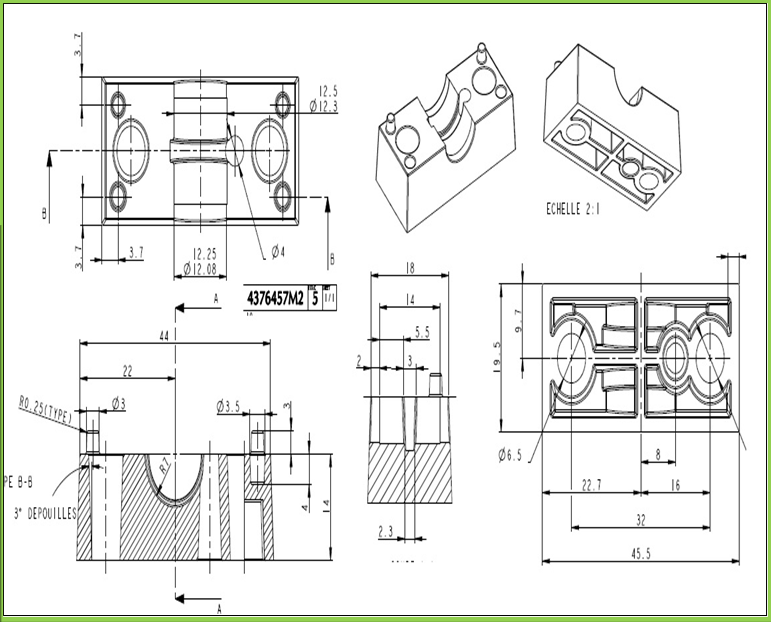 3.7
12.5
Ø12.3
B
3.7
3.7
12.25
Ø12.08
Ø4
B
ECHELLE 2:1
4376457M2 5 1/1
A
44
22
R0.25(TYPE)
Ø3
Ø3.5
3
R7
PE B-B
3° DEPOUILLES
4
14
A
18
14
5.5
2
3
2.3
9.7
19.5
Ø6.5
8
22.7
16
32
45.5